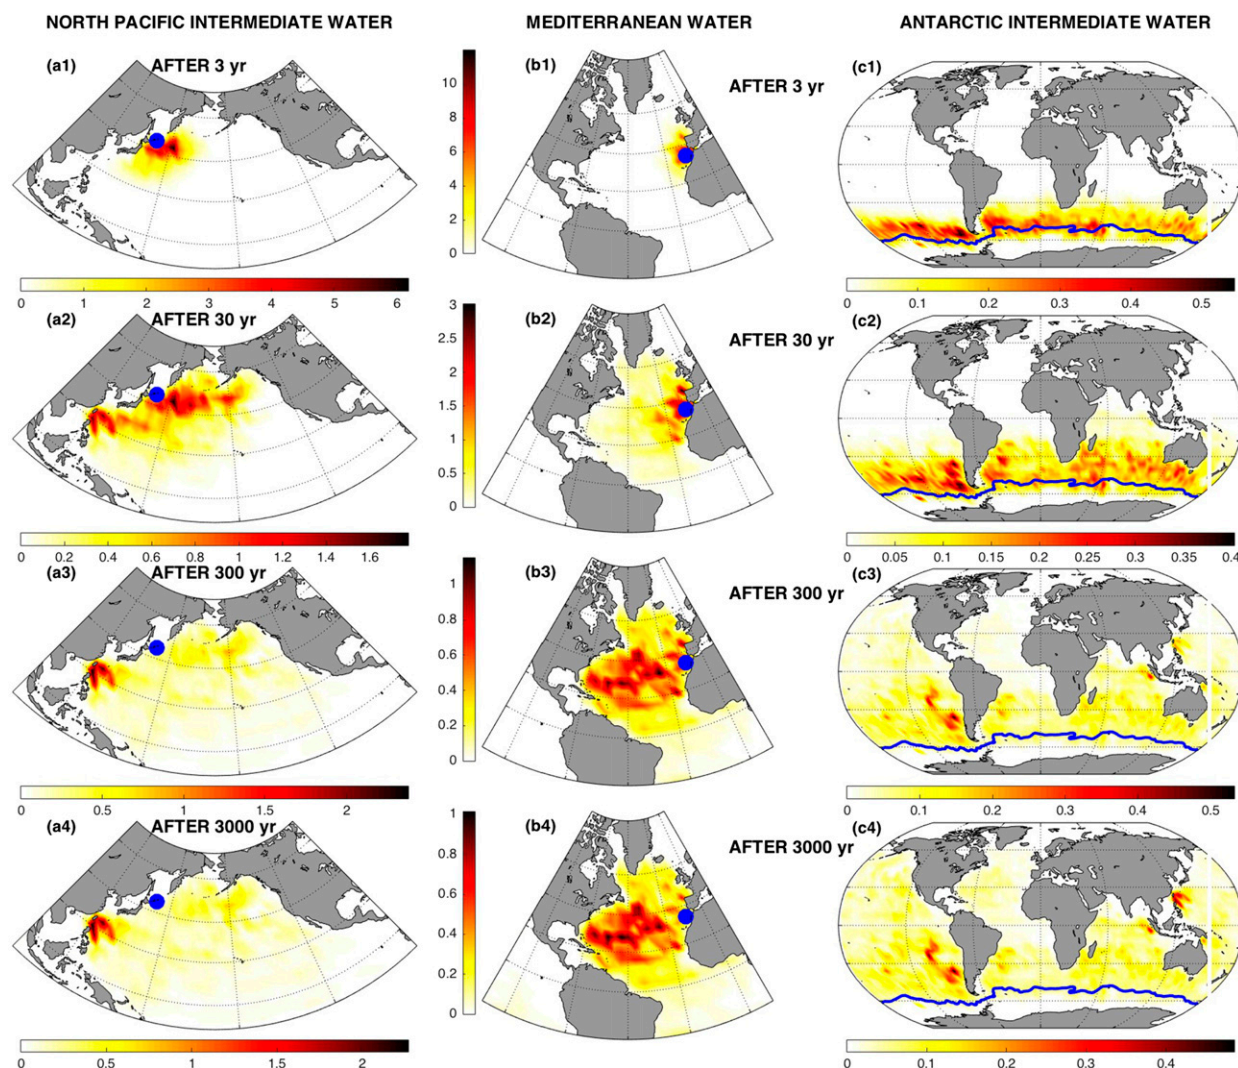 NORTH PACIFIC INTERMEDIATE WATER
MEDITERRANEAN WATER
ANTARCTIC INTERMEDIATE WATER
(a1) AFTER 3 yr
0 1 2 3 4 5 6
10
8
6
4
2
0
(b1) AFTER 3 yr
(c1)
0 0.1 0.2 0.3 0.4 0.5
(a2) AFTER 30 yr
0 0.2 0.4 0.6 0.8 1 1.2 1.4 1.6
3
2.5
2
1.5
1
0.5
0
(b2) AFTER 30 yr
(c2)
0 0.05 0.1 0.15 0.2 0.25 0.3 0.35 0.4
(a3) AFTER 300 yr
0 0.5 1 1.5 2
1
0.8
0.6
0.4
0.2
0
(b3) AFTER 300 yr
(c3)
0 0.1 0.2 0.3 0.4 0.5
(a4) AFTER 3000 yr
0 0.5 1 1.5 2
1
0.8
0.6
0.4
0.2
0
(b4) AFTER 3000 yr
(c4)
0 0.1 0.2 0.3 0.4